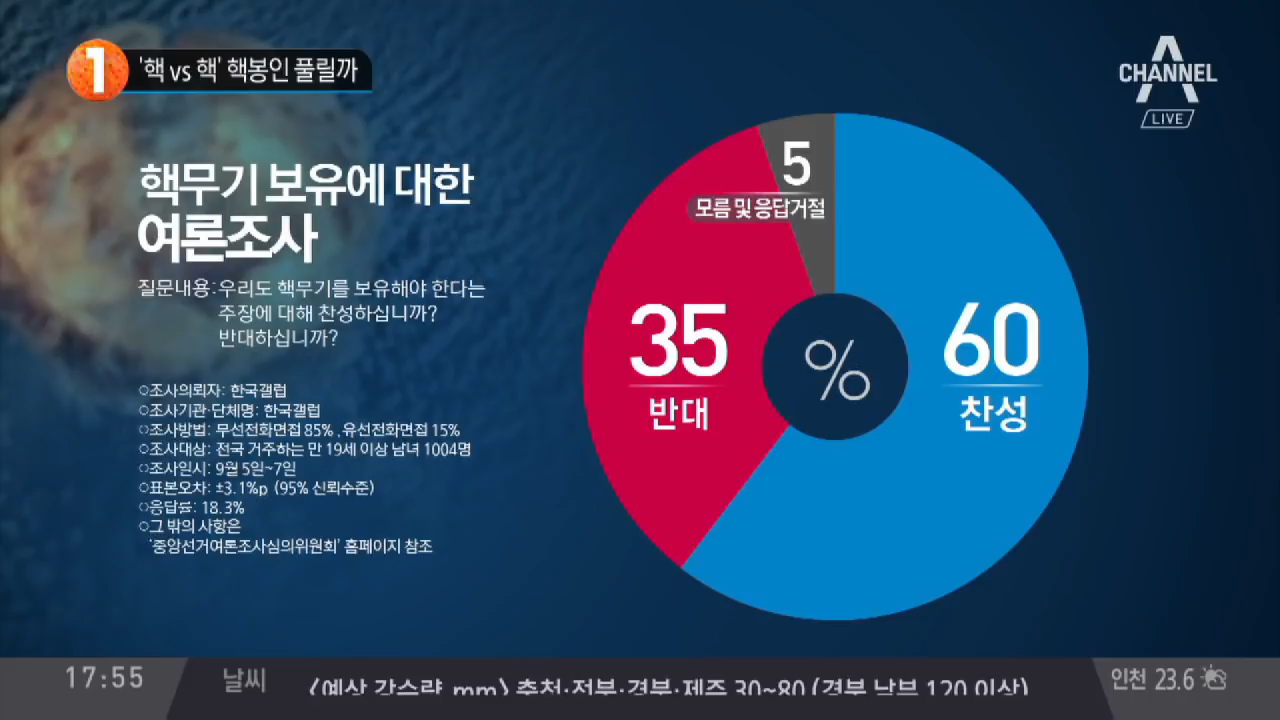 1 '핵 vs 핵' 핵봉인 풀릴까
CHANNEL A
LIVE
핵무기 보유에 대한
여론조사
질문내용: 우리도 핵무기를 보유해야 한다는
주장에 대해 찬성하십니까?
반대하십니까?
○조사의뢰자: 한국갤럽
○조사기관·단체명: 한국갤럽
○조사방법: 무선전화면접 85% , 유선전화면접 15%
○조사대상: 전국 거주하는 만 19세 이상 남녀 1004명
○조사일시: 9월 5일~7일
○표본오차: ±3.1%p (95% 신뢰수준)
○응답률: 18.3%
○그 밖의 사항은
'중앙선거여론조사심의위원회' 홈페이지 참조
5
모름 및 응답거절
35
반대
%
60
찬성
17:55
날씨
(예상 강수량, mm) 충청·전북·경북·제주 30~80 (경북 남부 120 이상)
인천 23.6